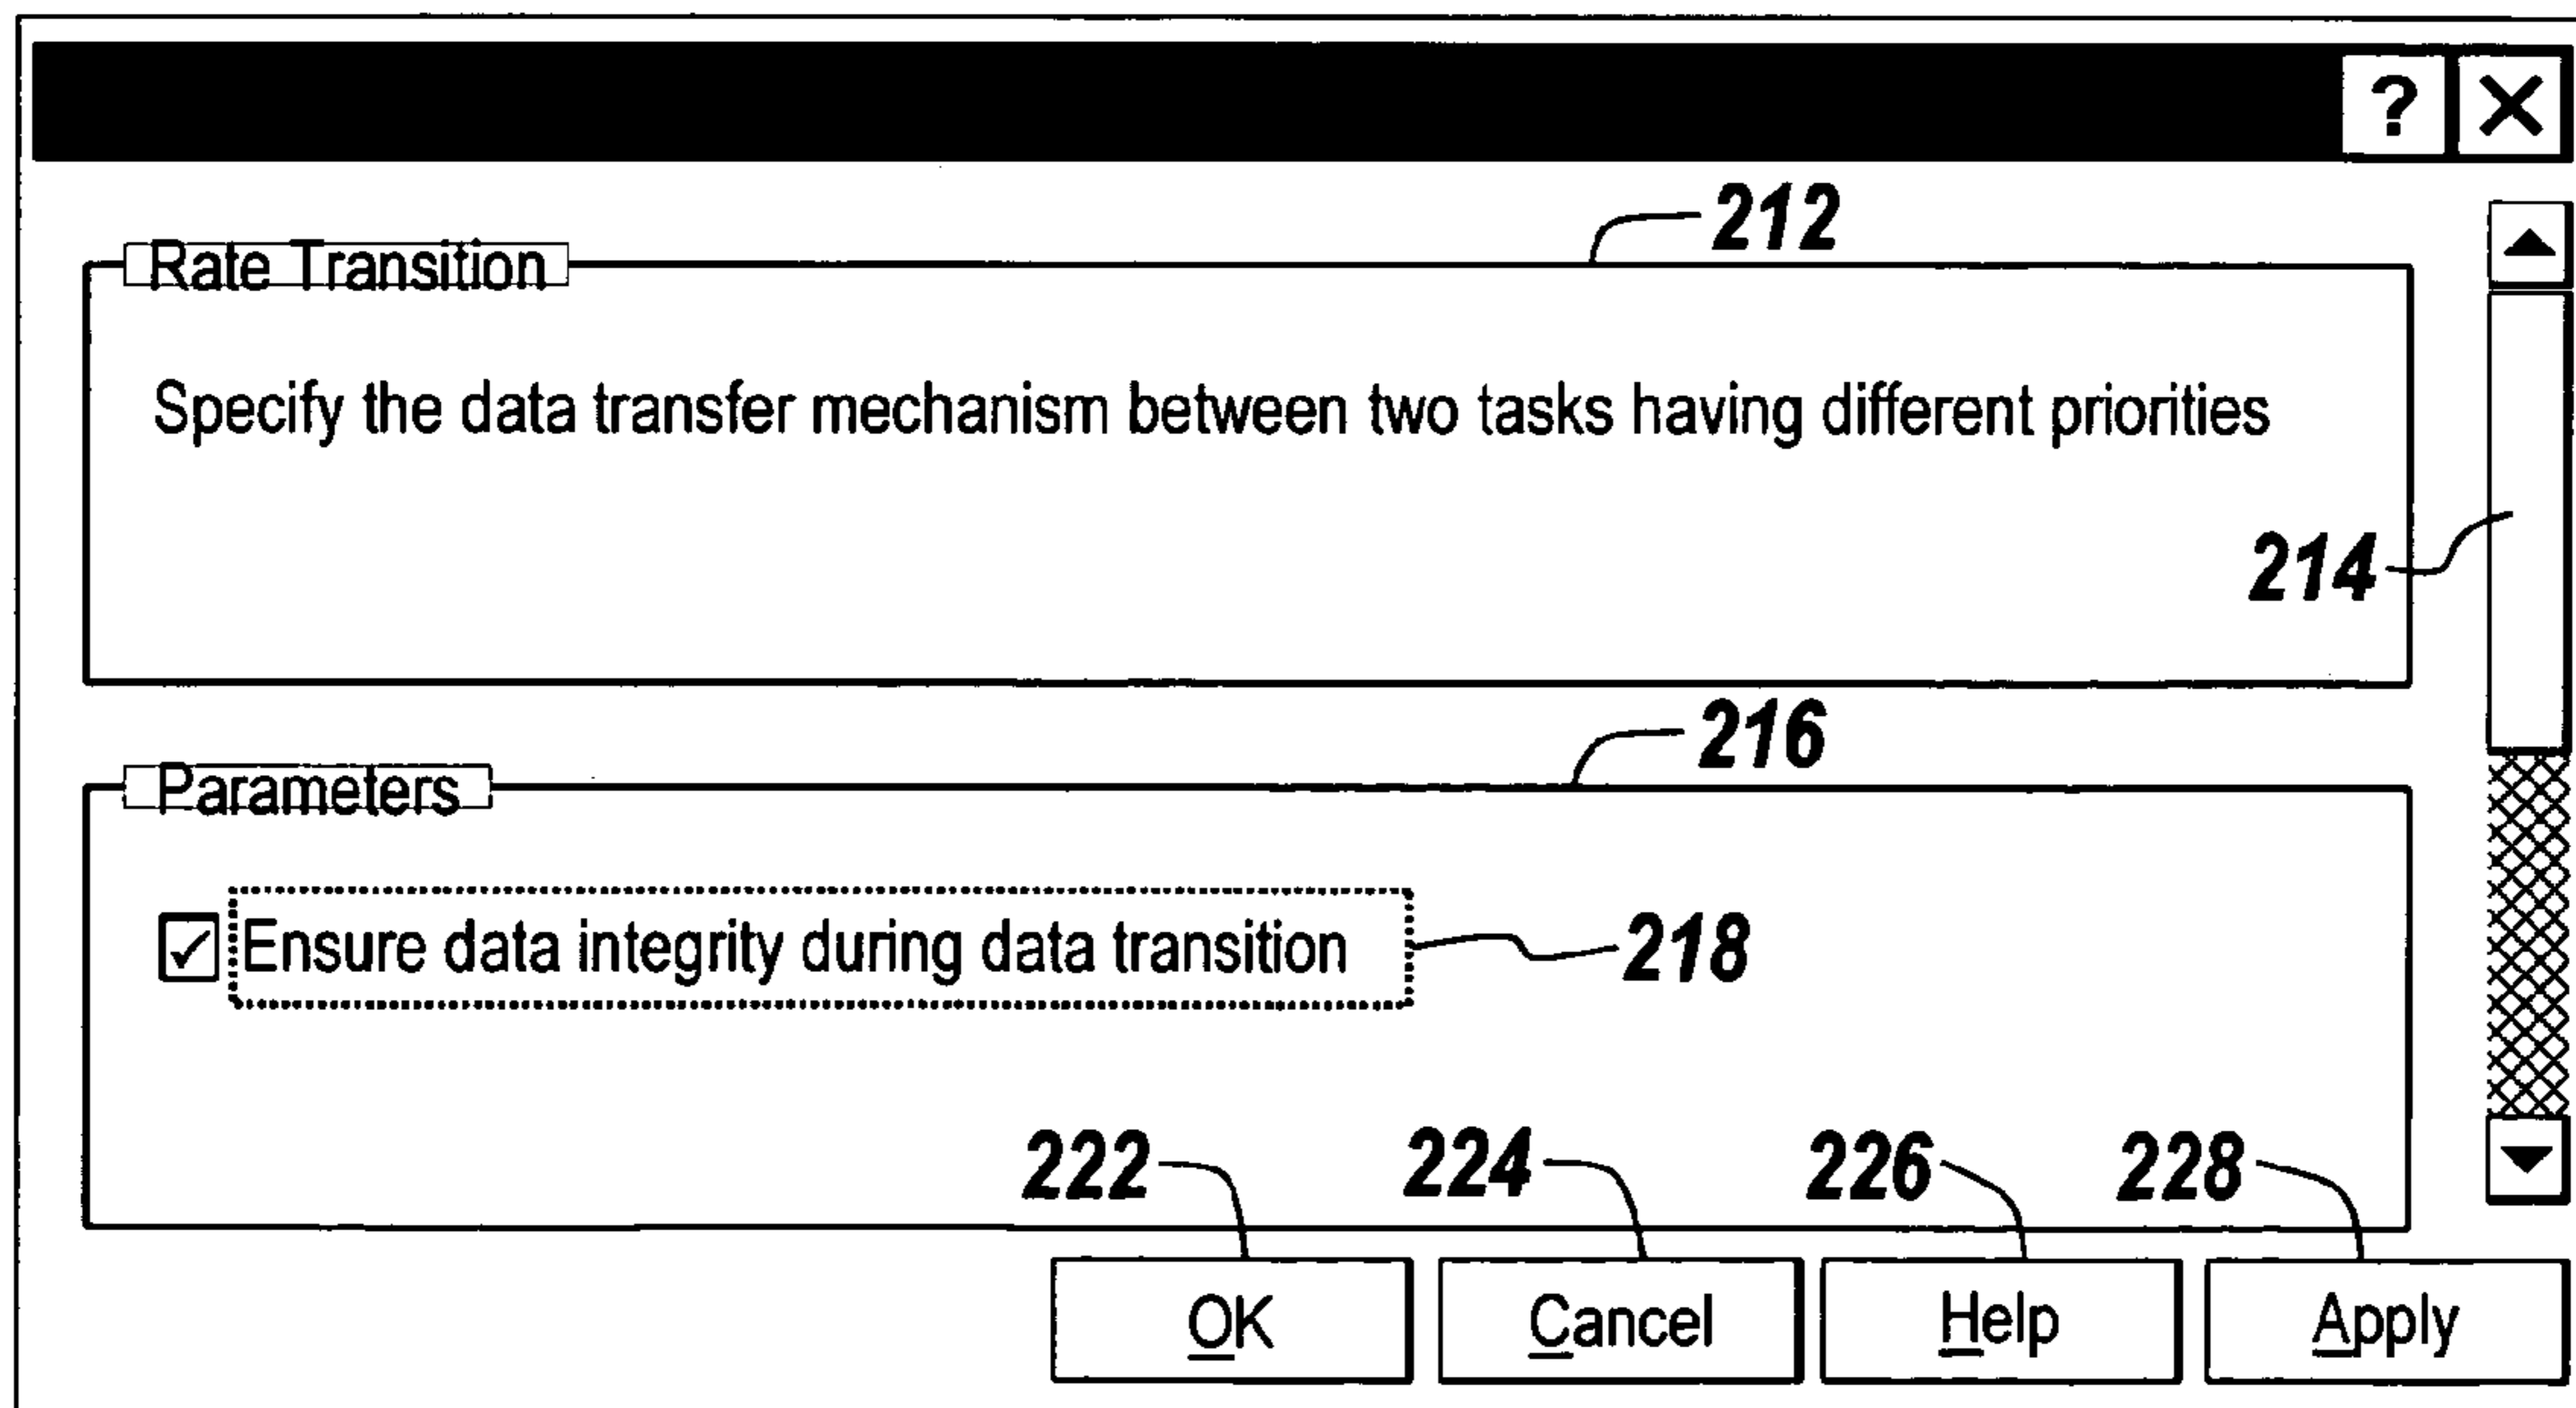 ?
212
Rate Transition
Specify the data transfer mechanism between two tasks having different priorities
214
216
Parameters
Ensure data integrity during data transition 218
222 224 226 228
OK Cancel Help Apply